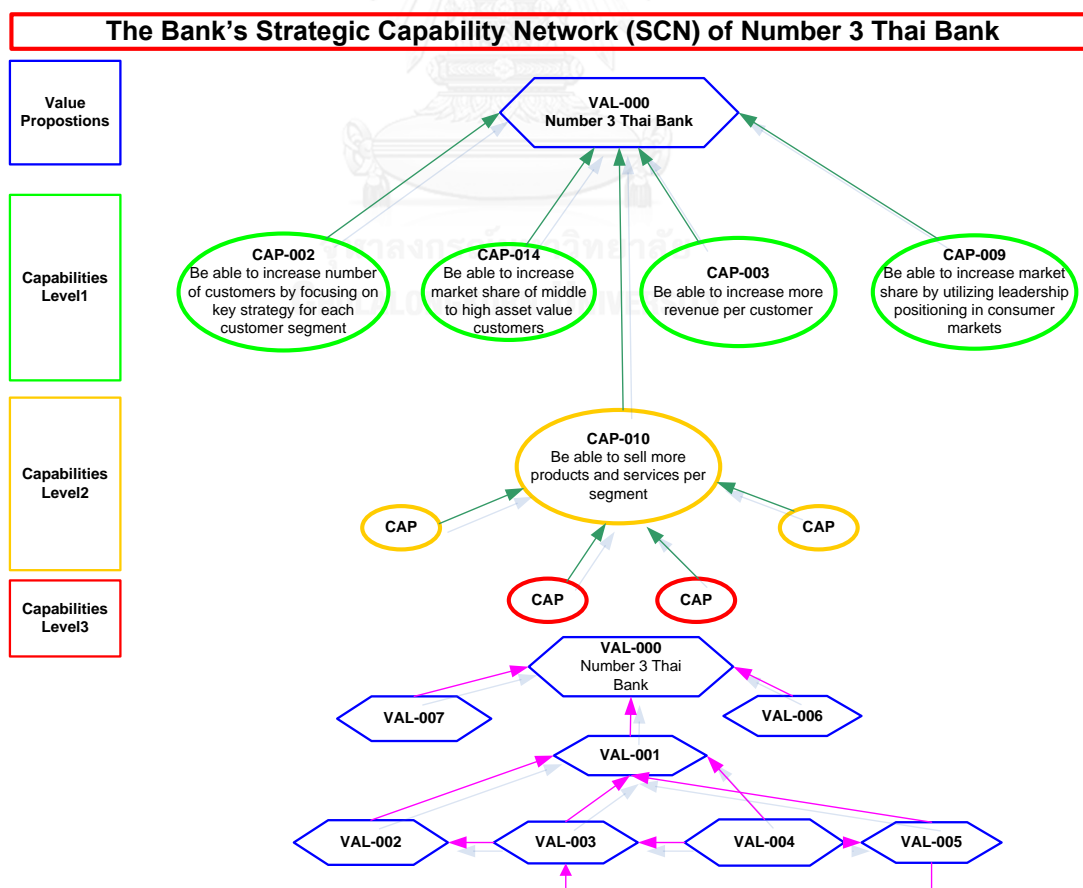 The Bank's Strategic Capability Network (SCN) of Number 3 Thai Bank
Value
Propostions
VAL-000
Number 3 Thai Bank
Capabilities
Level1
CAP-002
Be able to increase number
of customers by focusing on
key strategy for each
customer segment
CAP-014
Be able to increase
market share of middle
to high asset value
customers
CAP-003
Be able to increase more
revenue per customer
CAP-009
Be able to increase market
share by utilizing leadership
positioning in consumer
markets
Capabilities
Level2
CAP-010
Be able to sell more
products and services per
segment
CAP
CAP
Capabilities
Level3
CAP
CAP
VAL-000
Number 3 Thai
Bank
VAL-007
VAL-006
VAL-001
VAL-002
VAL-003
VAL-004
VAL-005